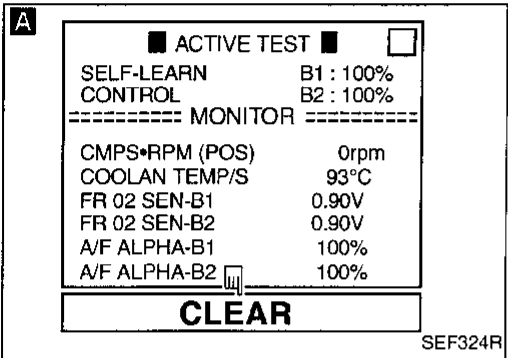 A
ACTIVE TEST
SELF-LEARN B1 : 100%
CONTROL B2 : 100%
========= MONITOR =========
CMPS•RPM (POS) 0rpm
COOLAN TEMP/S 93°C
FR 02 SEN-B1 0.90V
FR 02 SEN-B2 0.90V
A/F ALPHA-B1 100%
A/F ALPHA-B2 100%
CLEAR
SEF324R